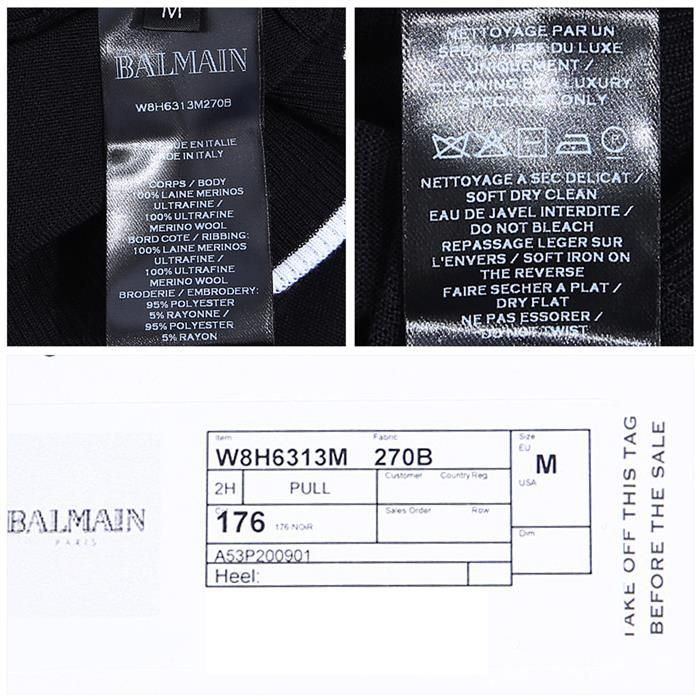 M
BALMAIN
W8H6313M270B
QUE EN ITALIE
MADE IN ITALY
CORPS / BODY
100% LAINE MERINOS
ULTRAFINE /
100% ULTRAFINE
MERINO WOOL
BORD COTE / RIBBING:
100% LAINE MERINOS
ULTRAFINE /
100% ULTRAFINE
MERINO WOOL
BRODERIE / EMBRODERY:
95% POLYESTER
5% RAYONNE /
95% POLYESTER
5% RAYON
NETTOYAGE PAR UN
SPECIALISTE DU LUXE
UNIQUEMENT /
CLEANING BY A LUXURY
SPECIALIST ONLY
NETTOYAGE A SEC DELICAT /
SOFT DRY CLEAN
EAU DE JAVEL INTERDITE /
DO NOT BLEACH
REPASSAGE LEGER SUR
L'ENVERS / SOFT IRON ON
THE REVERSE
FAIRE SECHER A PLAT /
DRY FLAT
NE PAS ESSORER /
DO NOT TWIST
BALMAIN
PARIS
Item Fabric
W8H6313M 270B
2H PULL
Customer Country Reg
176 176-NOIR
Sales Order Row
A53P200901
Heel:
Size
EU
M
USA
Dim
TAKE OFF THIS TAG
BEFORE THE SALE